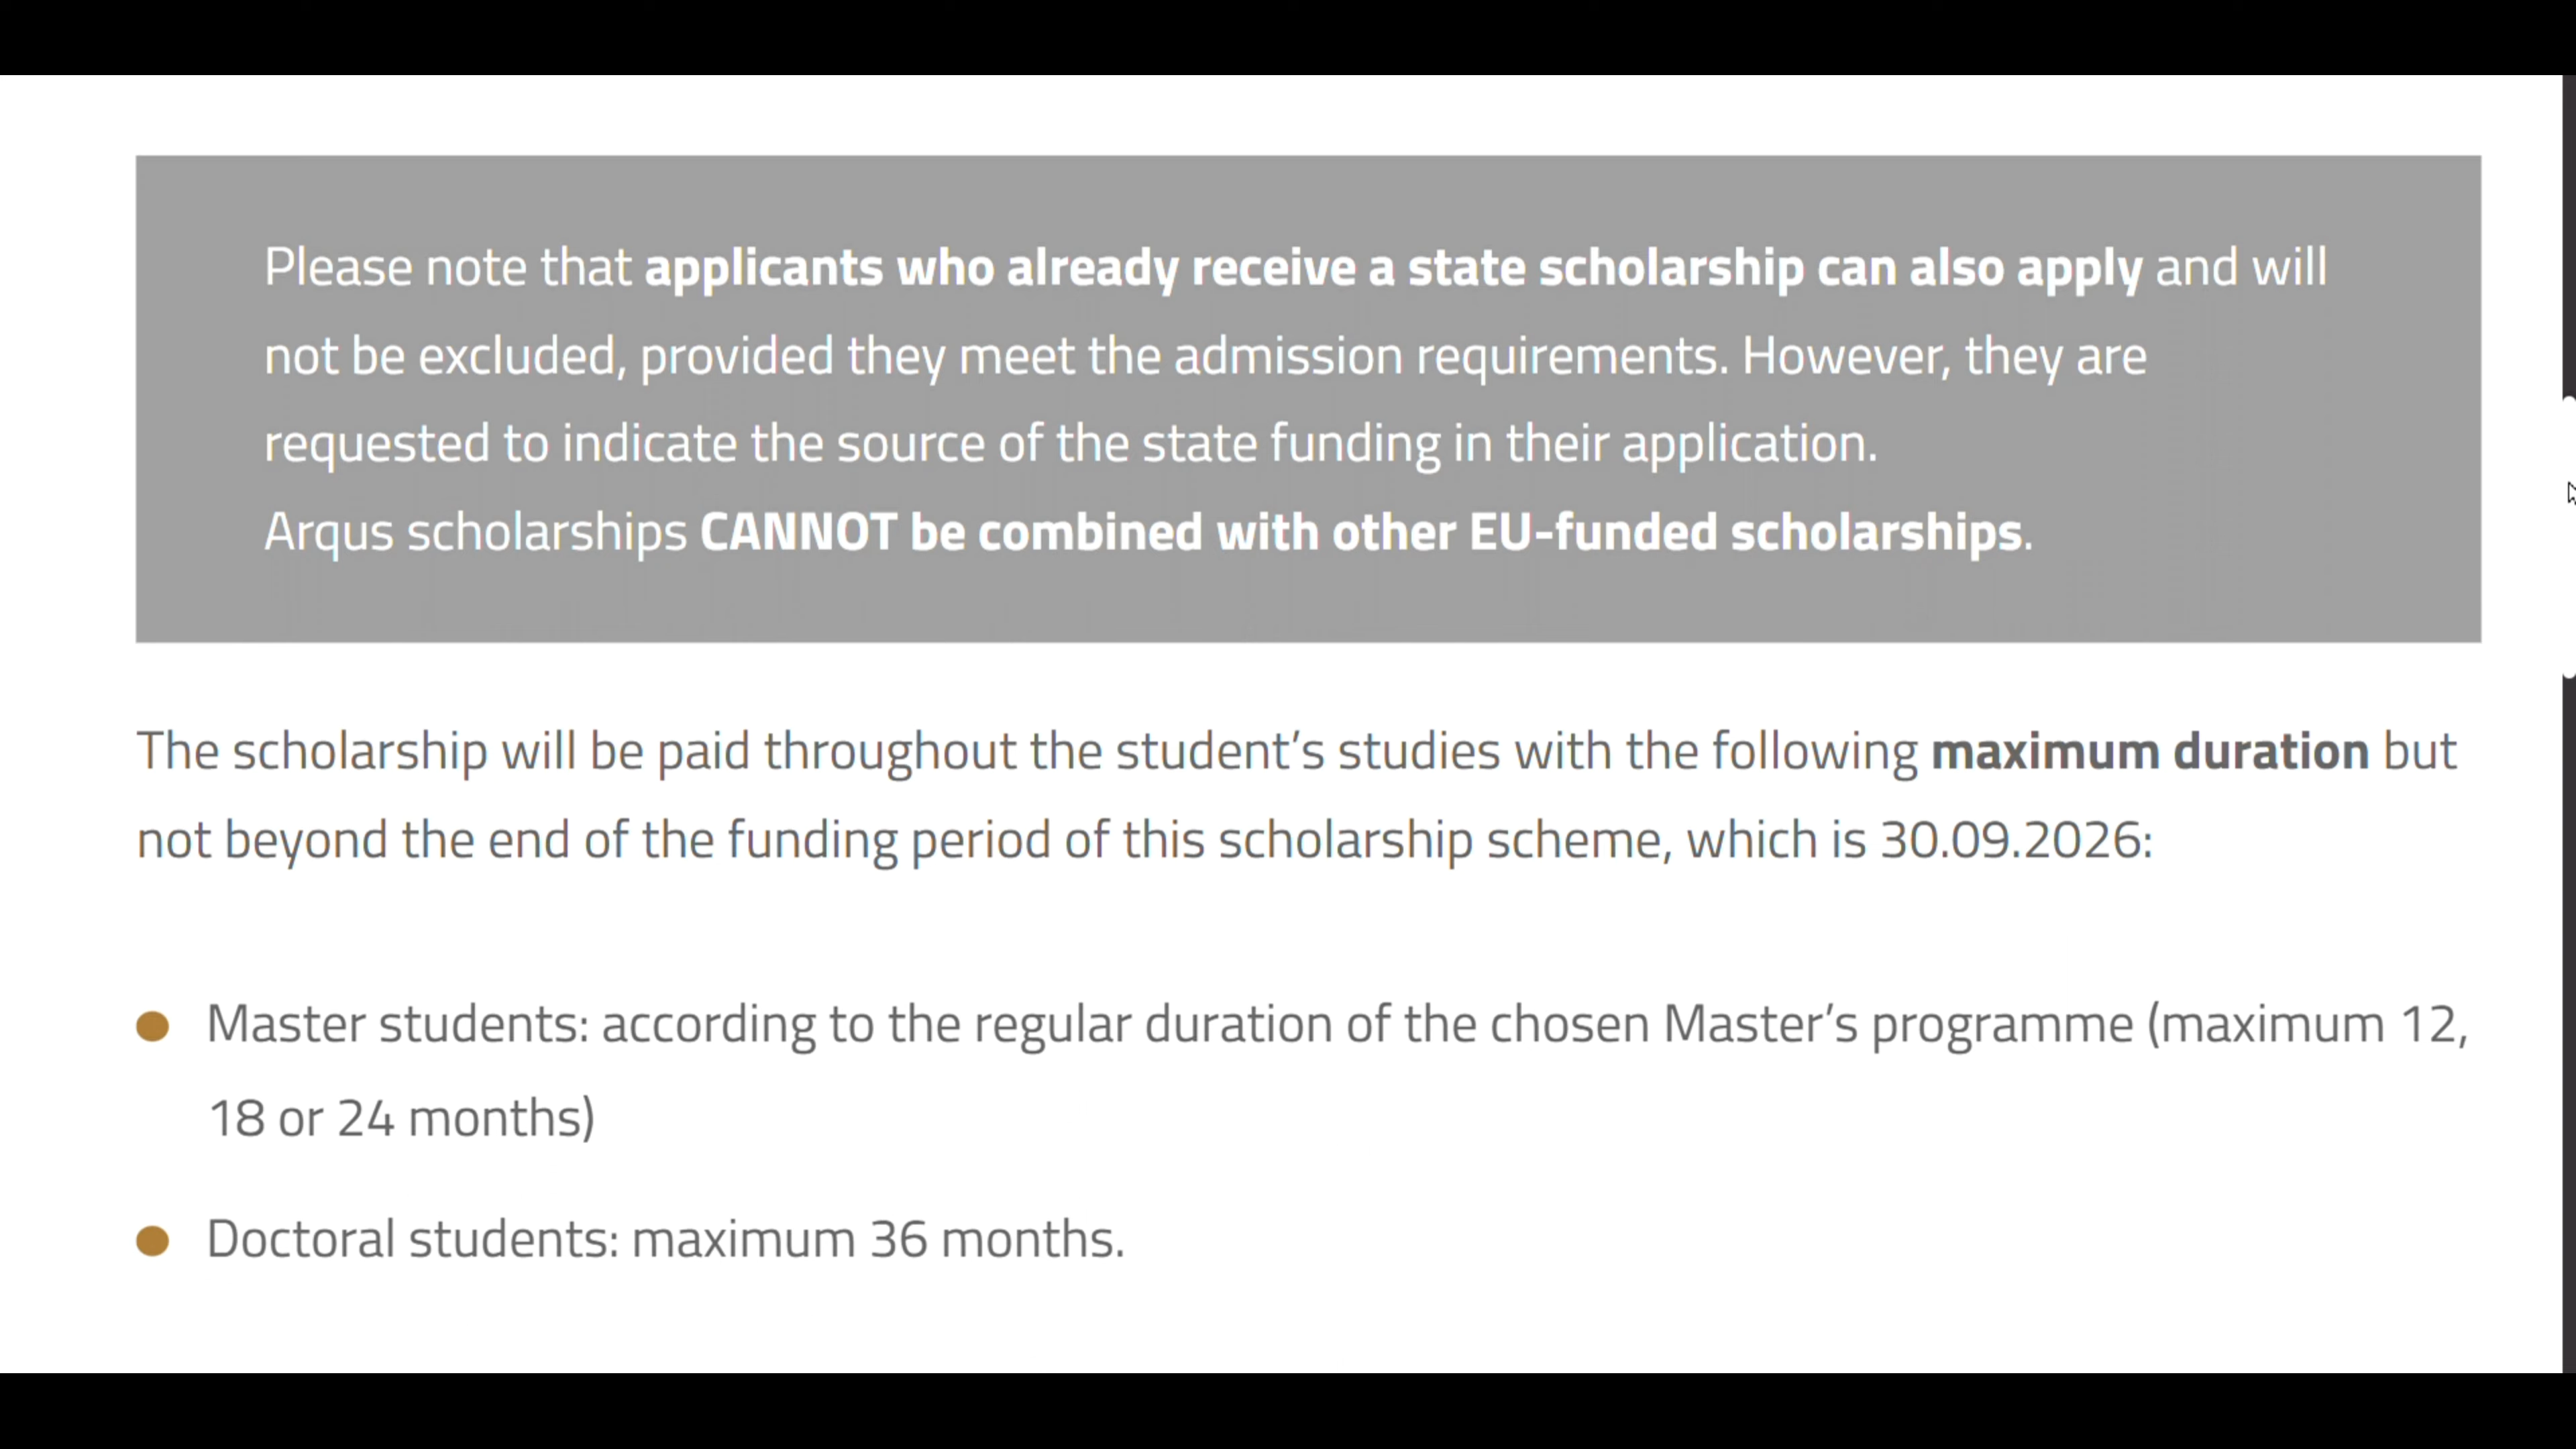 Please note that applicants who already receive a state scholarship can also apply and will
not be excluded, provided they meet the admission requirements. However, they are
requested to indicate the source of the state funding in their application.
Arqus scholarships CANNOT be combined with other EU-funded scholarships.
The scholarship will be paid throughout the student’s studies with the following maximum duration but
not beyond the end of the funding period of this scholarship scheme, which is 30.09.2026:
Master students: according to the regular duration of the chosen Master’s programme (maximum 12,
18 or 24 months)
Doctoral students: maximum 36 months.